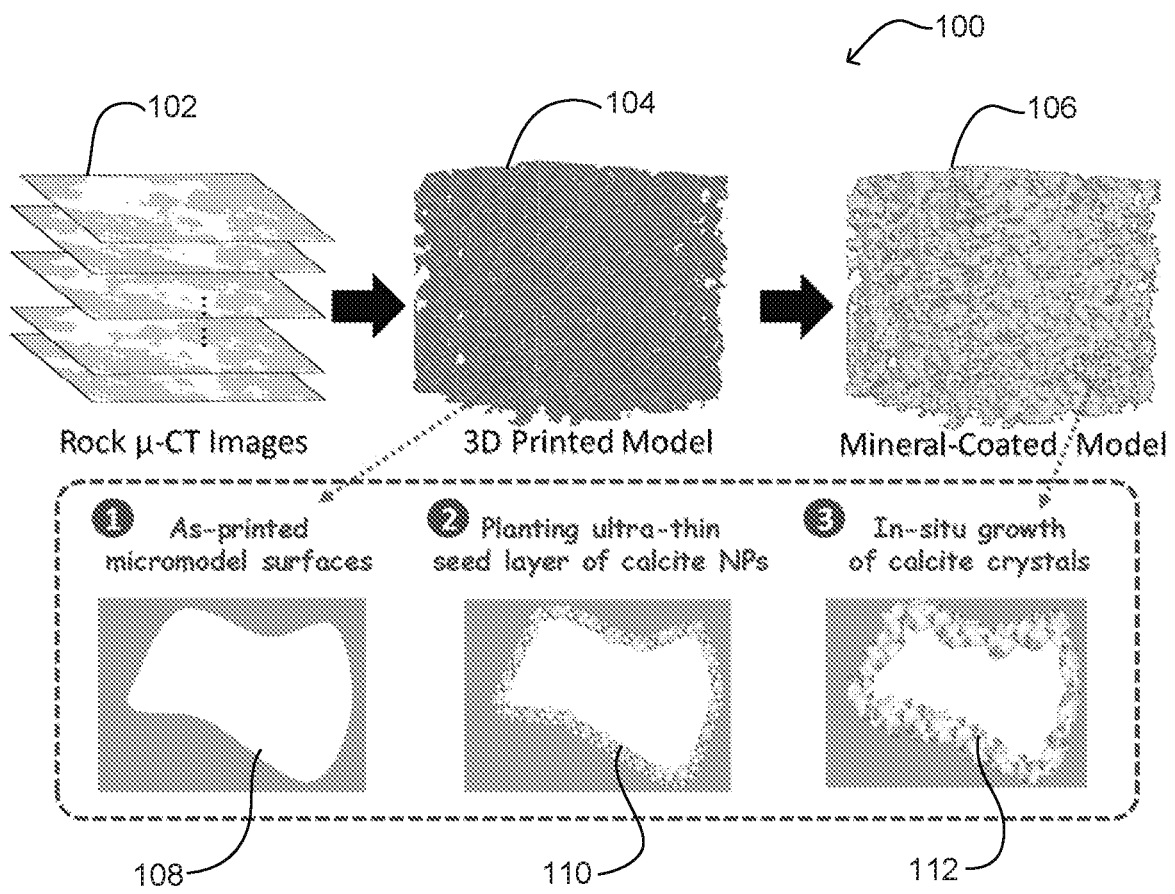 100
102
104
106
Rock μ-CT Images
3D Printed Model
Mineral-Coated Model
1 As-printed
micromodel surfaces
2 Planting ultra-thin
seed layer of calcite NPs
3 In-situ growth
of calcite crystals
108
110
112